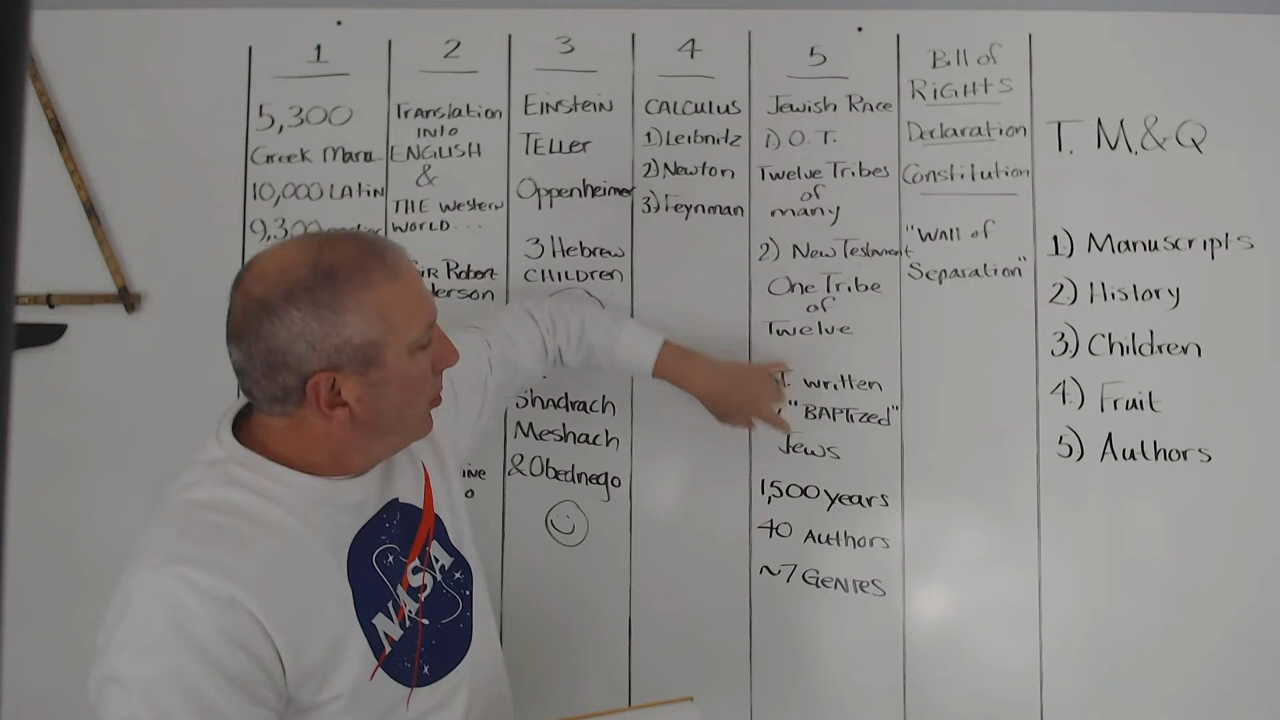 1
5,300
Greek Manu
10,000 LATIN
9,300
2
Translation
INto
ENGLISH
&
THE Western
WORLD...
SIR Robert
derson
ive
o
3
EINSTEIN
TELLER
Oppenheimer
3 Hebrew
CHILDREN
Shadrach
Meshach
& Obednego
4
CALCULUS
1) Leibnitz
2) Newton
3) Feynman
5
Jewish Race
1) O.T.
Twelve Tribes
of
many
2) New Testament
One Tribe
of
Twelve
T. written
"BAPTized"
Jews
1,500 years
40 Authors
~7 GENRES
Bill of
RIGHTS
Declaration
Constitution
"Wall of
Separation"
T. M.&Q
1) Manuscripts
2) History
3) Children
4) Fruit
5) Authors
NASA